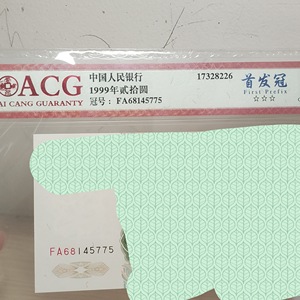 ACG
AI CANG GUARANTY
中国人民银行
1999年贰拾圆
冠号: FA68145775
17328226
首发冠
First Prefix
☆☆☆
FA68145775